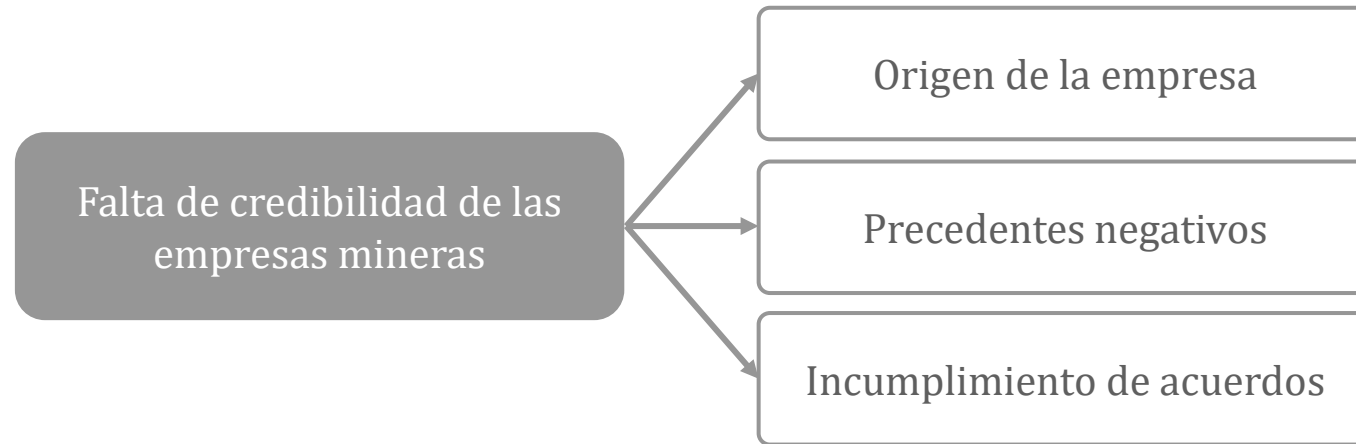 Origen de la empresa
Falta de credibilidad de las
empresas mineras
Precedentes negativos
Incumplimiento de acuerdos